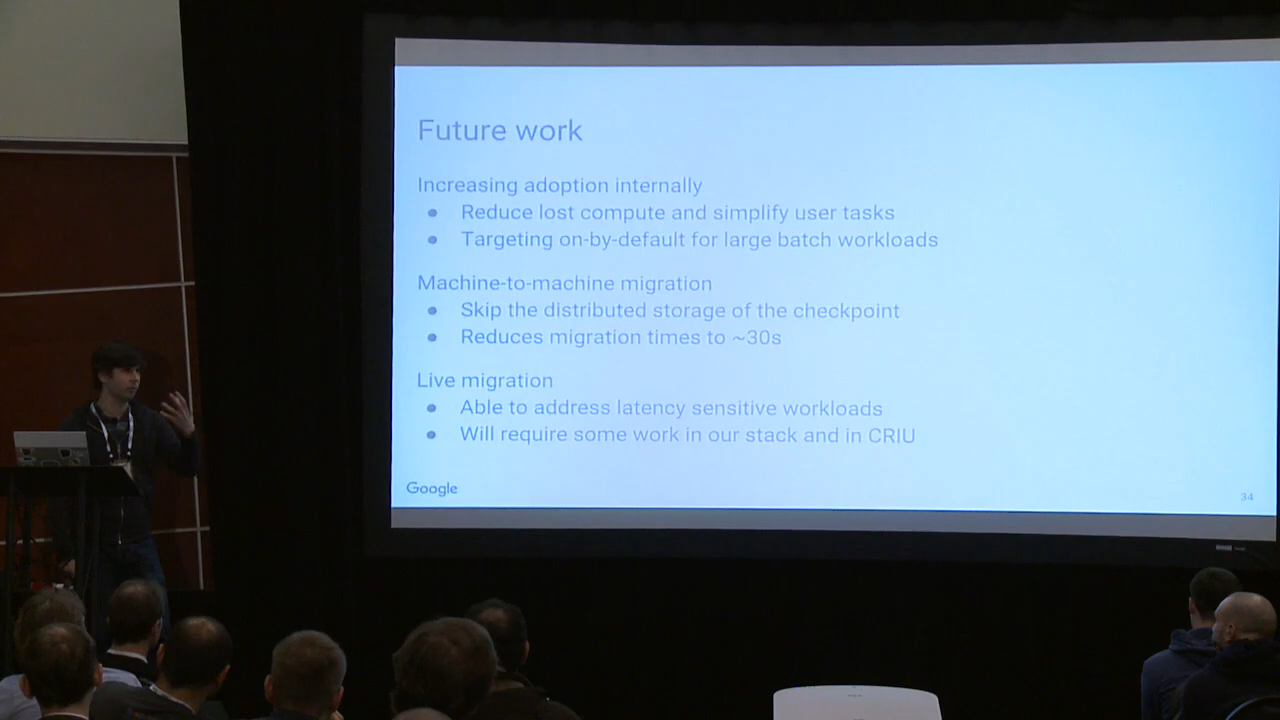 Future work
Increasing adoption internally
● Reduce lost compute and simplify user tasks
● Targeting on-by-default for large batch workloads
Machine-to-machine migration
● Skip the distributed storage of the checkpoint
● Reduces migration times to ~30s
Live migration
● Able to address latency sensitive workloads
● Will require some work in our stack and in CRIU
Google
34